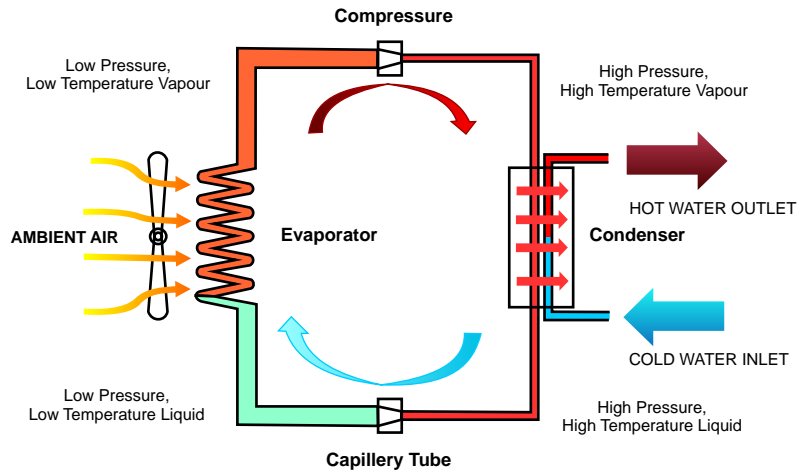 Compressure
Low Pressure,
Low Temperature Vapour
High Pressure,
High Temperature Vapour
HOT WATER OUTLET
AMBIENT AIR
Evaporator
Condenser
COLD WATER INLET
Low Pressure,
Low Temperature Liquid
High Pressure,
High Temperature Liquid
Capillery Tube